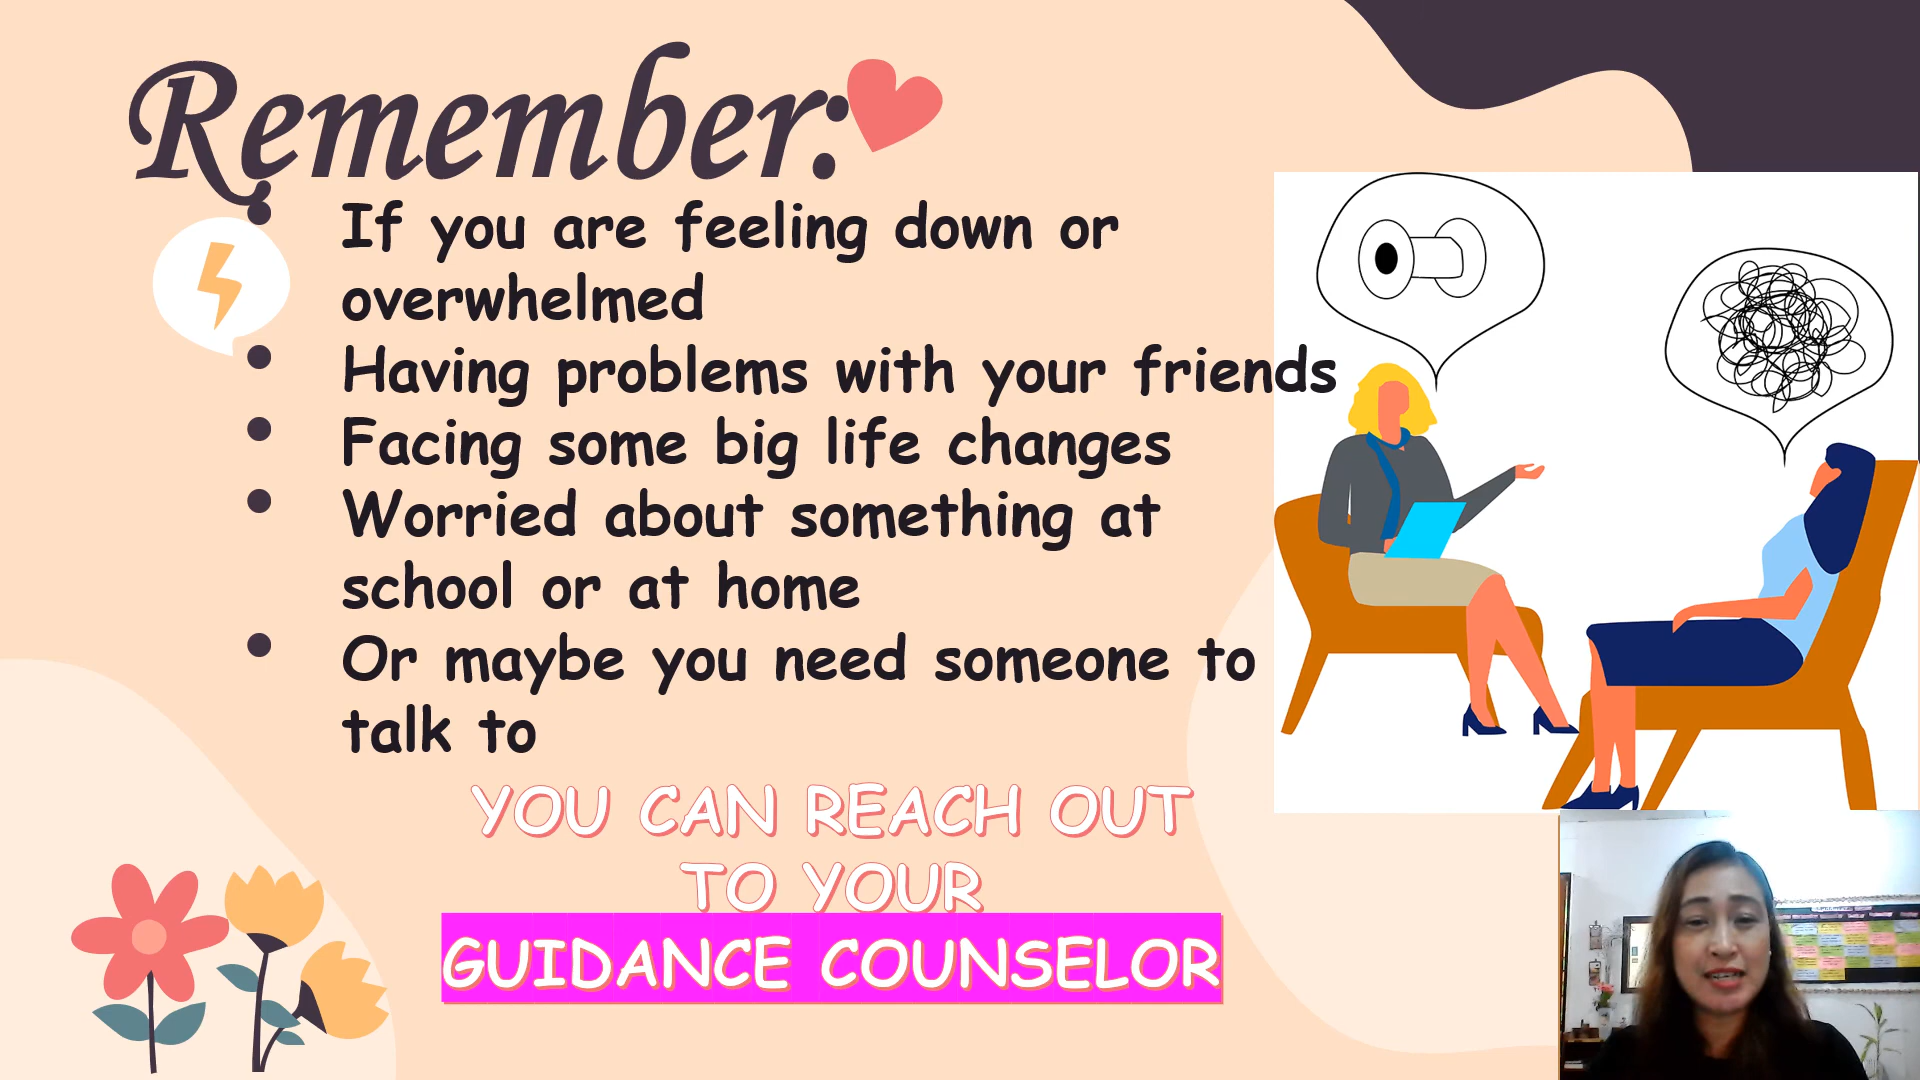 Remember:
• If you are feeling down or
overwhelmed
• Having problems with your friends
• Facing some big life changes
• Worried about something at
school or at home
• Or maybe you need someone to
talk to
YOU CAN REACH OUT
TO YOUR
GUIDANCE COUNSELOR